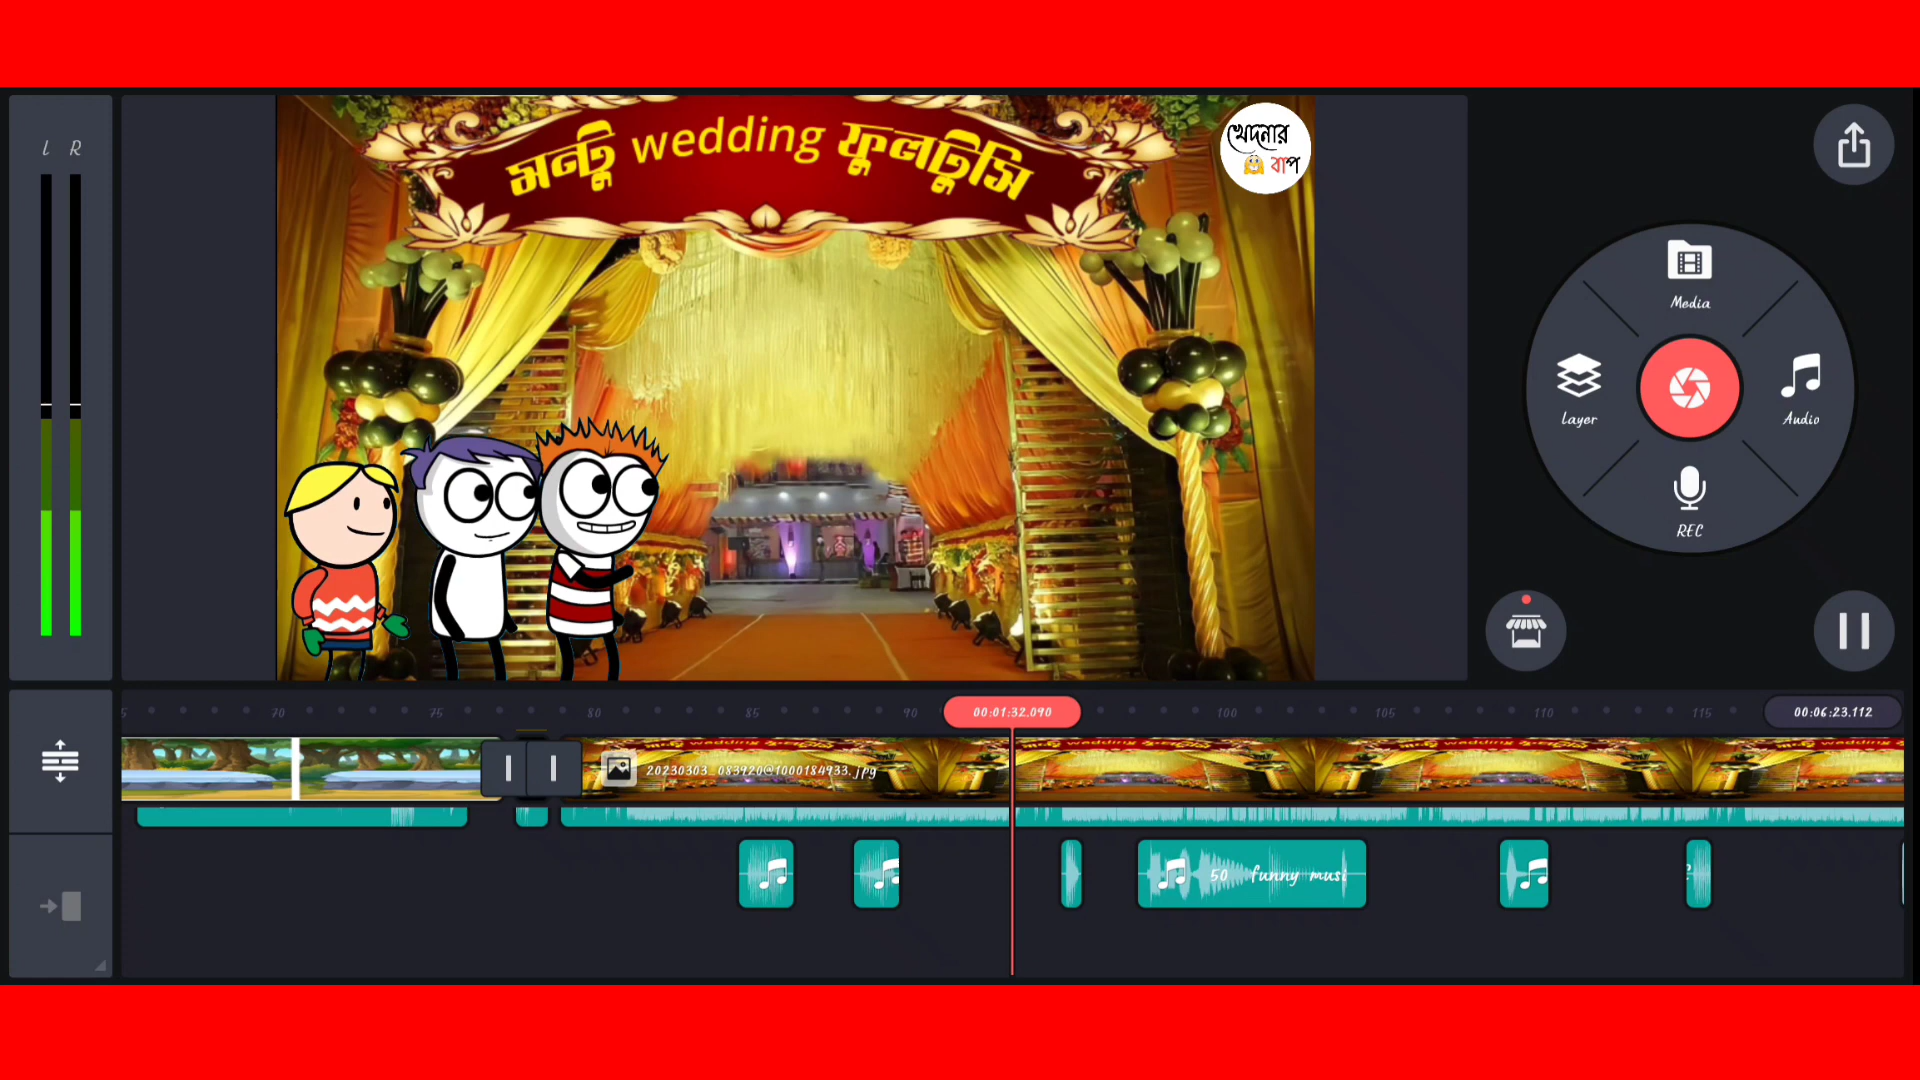 L R
মন্টু wedding ফুলটুসি
খেদনার
বাপ
Media
Layer
Audio
REC
70 75 80 85 90 00:01:32.090 100 105 110 115 00:06:23.112
20230303_083920@1000184933.jpg
50 funny musi